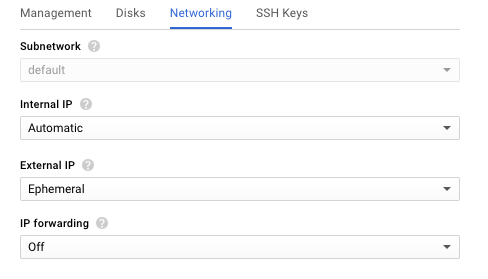 Management Disks Networking SSH Keys
Subnetwork ?
default
Internal IP ?
Automatic
External IP ?
Ephemeral
IP forwarding ?
Off